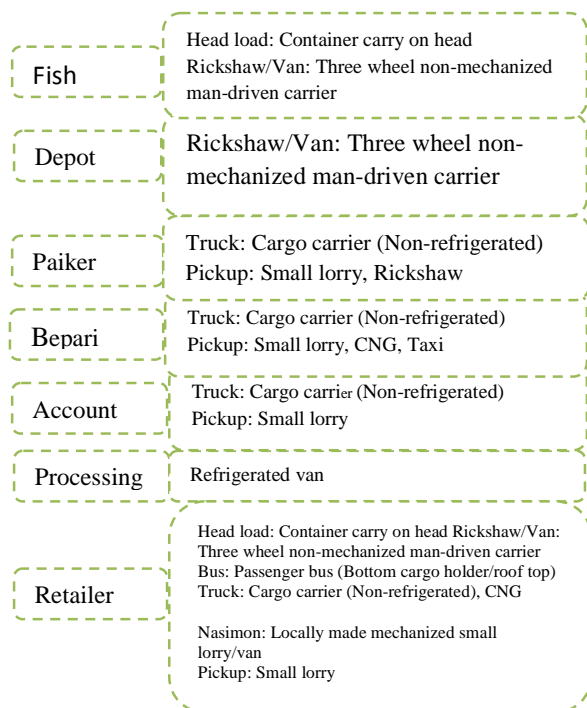 Fish
Head load: Container carry on head
Rickshaw/Van: Three wheel non-mechanized
man-driven carrier
Depot
Rickshaw/Van: Three wheel non-
mechanized man-driven carrier
Paiker
Truck: Cargo carrier (Non-refrigerated)
Pickup: Small lorry, Rickshaw
Bepari
Truck: Cargo carrier (Non-refrigerated)
Pickup: Small lorry, CNG, Taxi
Account
Truck: Cargo carrier (Non-refrigerated)
Pickup: Small lorry
Processing
Refrigerated van
Retailer
Head load: Container carry on head Rickshaw/Van:
Three wheel non-mechanized man-driven carrier
Bus: Passenger bus (Bottom cargo holder/roof top)
Truck: Cargo carrier (Non-refrigerated), CNG
Nasimon: Locally made mechanized small
lorry/van
Pickup: Small lorry